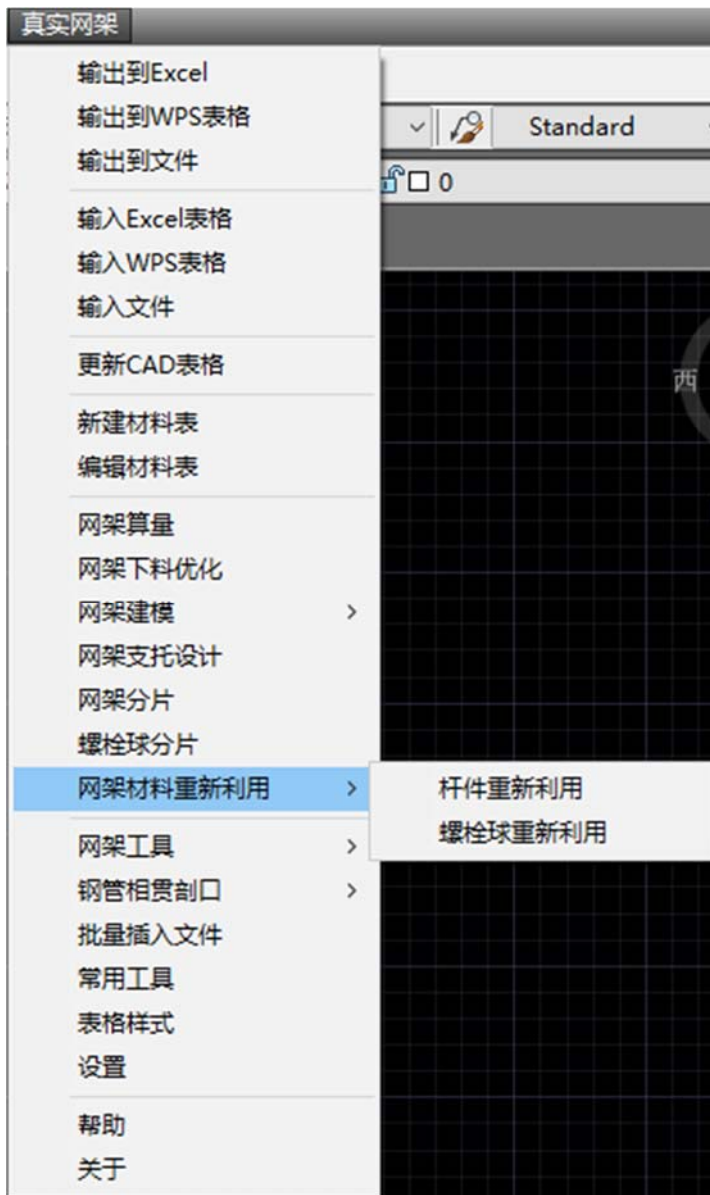 真实网架
输出到Excel
输出到WPS表格
Standard
输出到文件
0
输入Excel表格
输入WPS表格
输入文件
更新CAD表格
西
新建材料表
编辑材料表
网架算量
网架下料优化
网架建模
网架支托设计
网架分片
螺栓球分片
网架材料重新利用
杆件重新利用
螺栓球重新利用
网架工具
钢管相贯剖口
批量插入文件
常用工具
表格样式
设置
帮助
关于